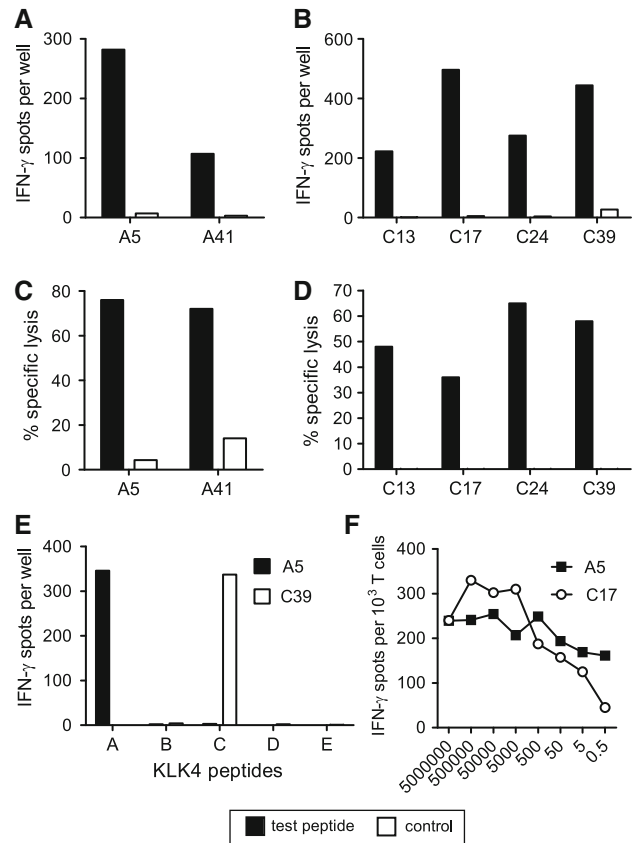 A
IFN-γ spots per well
300
200
100
0
A5
A41
B
IFN-γ spots per well
600
400
200
0
C13
C17
C24
C39
C
% specific lysis
80
60
40
20
0
A5
A41
D
% specific lysis
70
60
50
40
30
20
10
0
C13
C17
C24
C39
E
IFN-γ spots per well
400
300
200
100
0
A5
C39
A
B
C
D
E
KLK4 peptides
F
IFN-γ spots per 10³ T cells
400
300
200
100
0
A5
C17
5000000
500000
50000
5000
500
50
5
0.5
test peptide
control